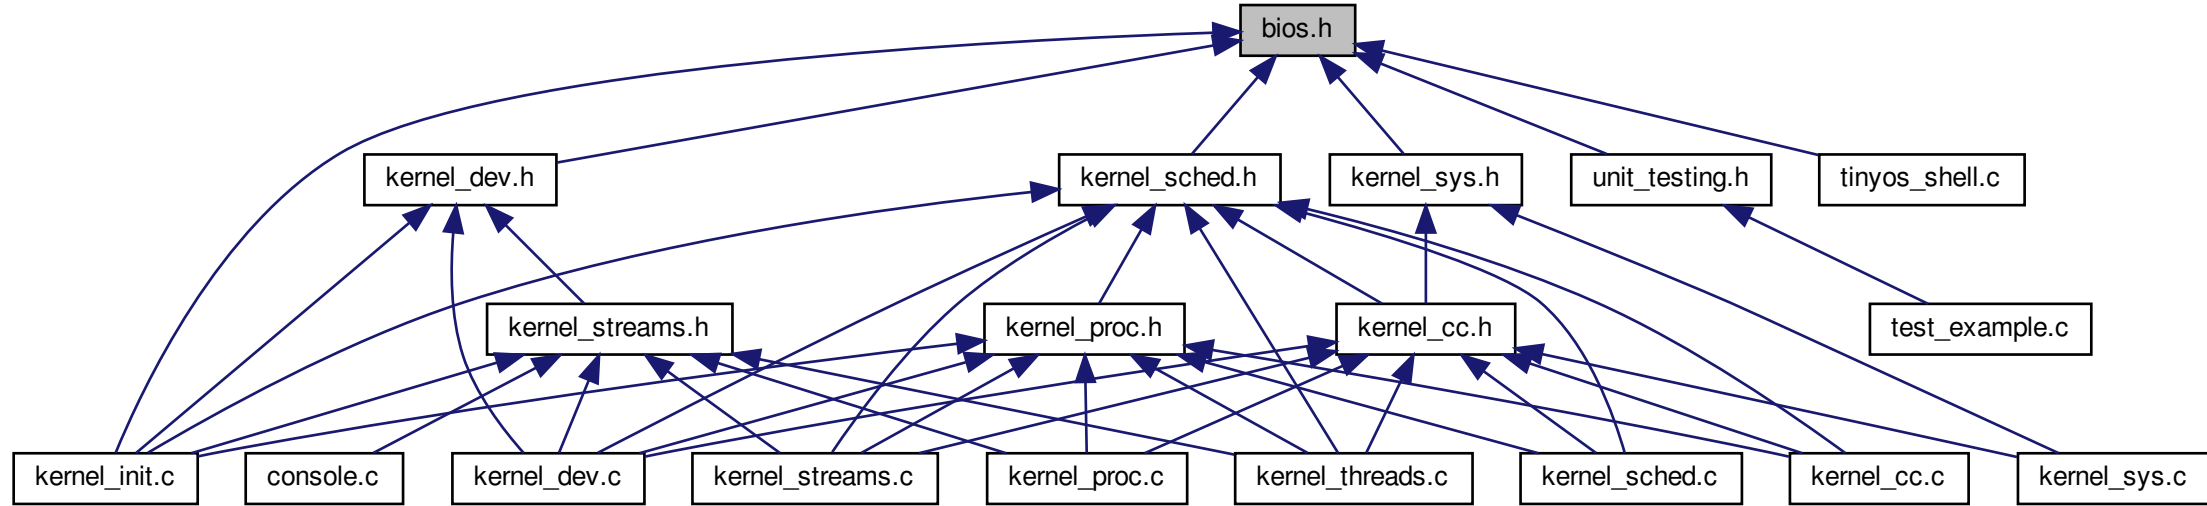 bios.h
kernel_dev.h
kernel_sched.h
kernel_sys.h
unit_testing.h
tinyos_shell.c
kernel_streams.h
kernel_proc.h
kernel_cc.h
test_example.c
kernel_init.c
console.c
kernel_dev.c
kernel_streams.c
kernel_proc.c
kernel_threads.c
kernel_sched.c
kernel_cc.c
kernel_sys.c